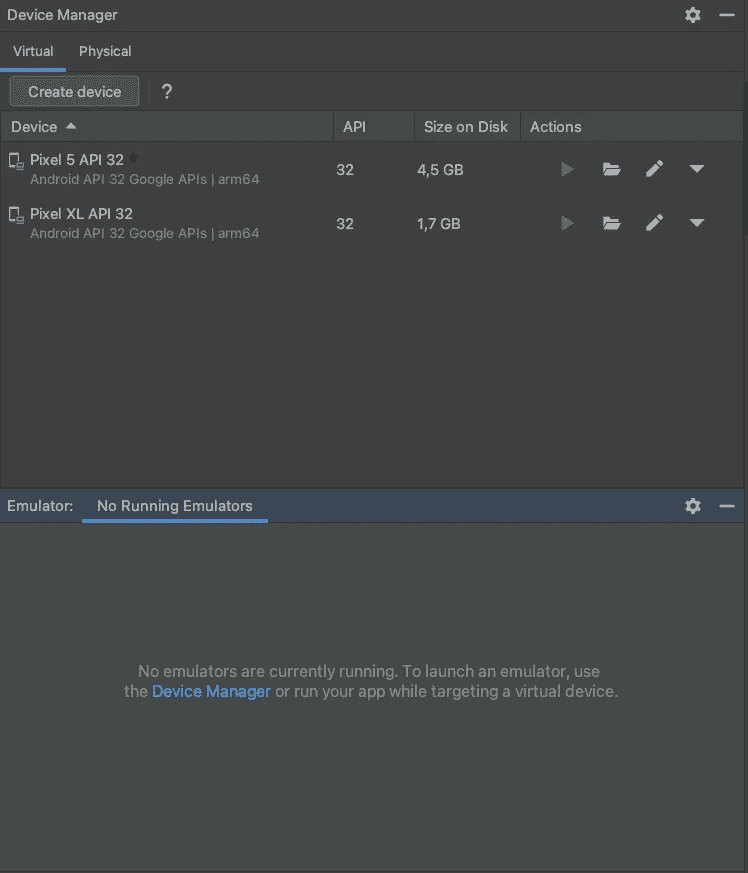 Device Manager
Virtual Physical
Create device ?
Device API Size on Disk Actions
Pixel 5 API 32
Android API 32 Google APIs | arm64
32 4,5 GB
Pixel XL API 32
Android API 32 Google APIs | arm64
32 1,7 GB
Emulator: No Running Emulators
No emulators are currently running. To launch an emulator, use
the Device Manager or run your app while targeting a virtual device.